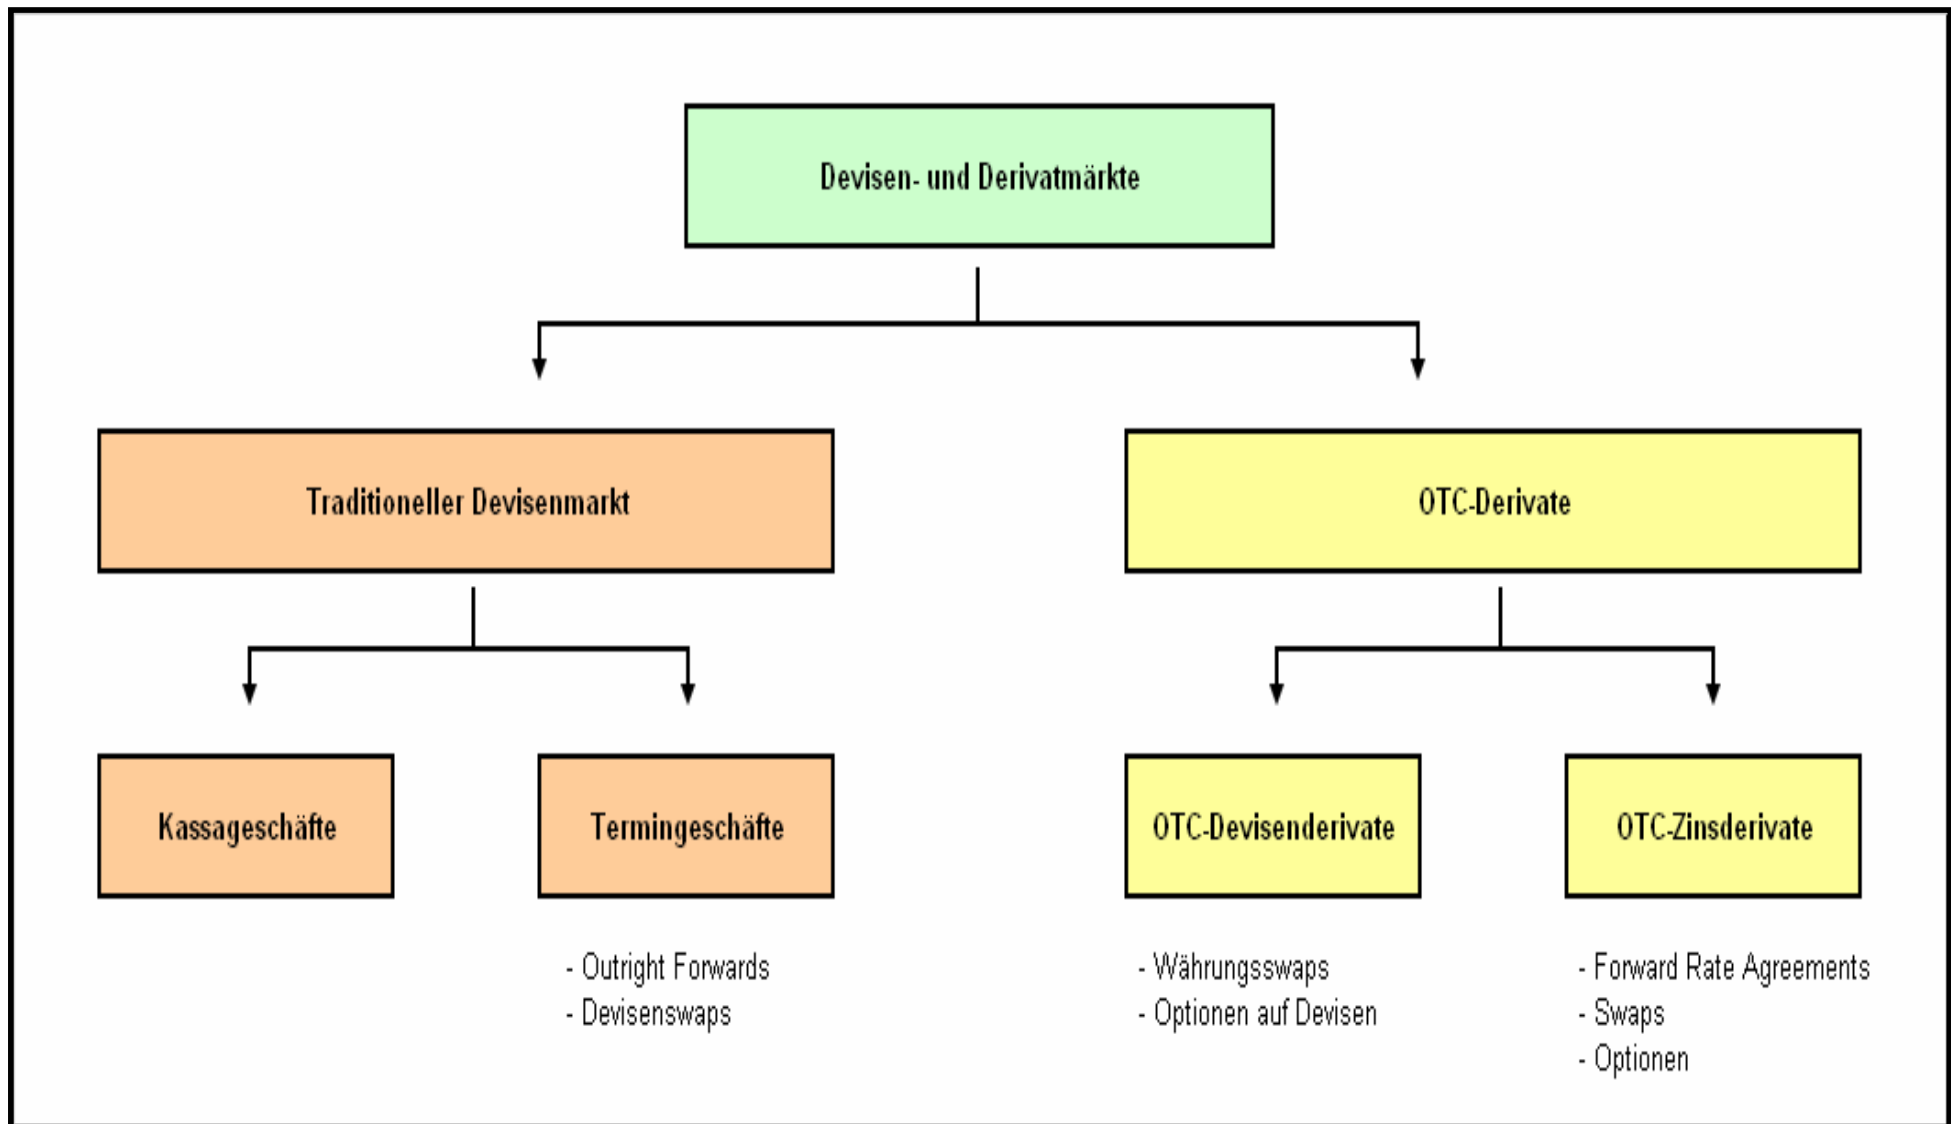 Devisen- und Derivatmärkte
Traditioneller Devisenmarkt
OTC-Derivate
Kassageschäfte
Termingeschäfte
OTC-Devisenderivate
OTC-Zinsderivate
- Outright Forwards
- Devisenswaps
- Währungsswaps
- Optionen auf Devisen
- Forward Rate Agreements
- Swaps
- Optionen